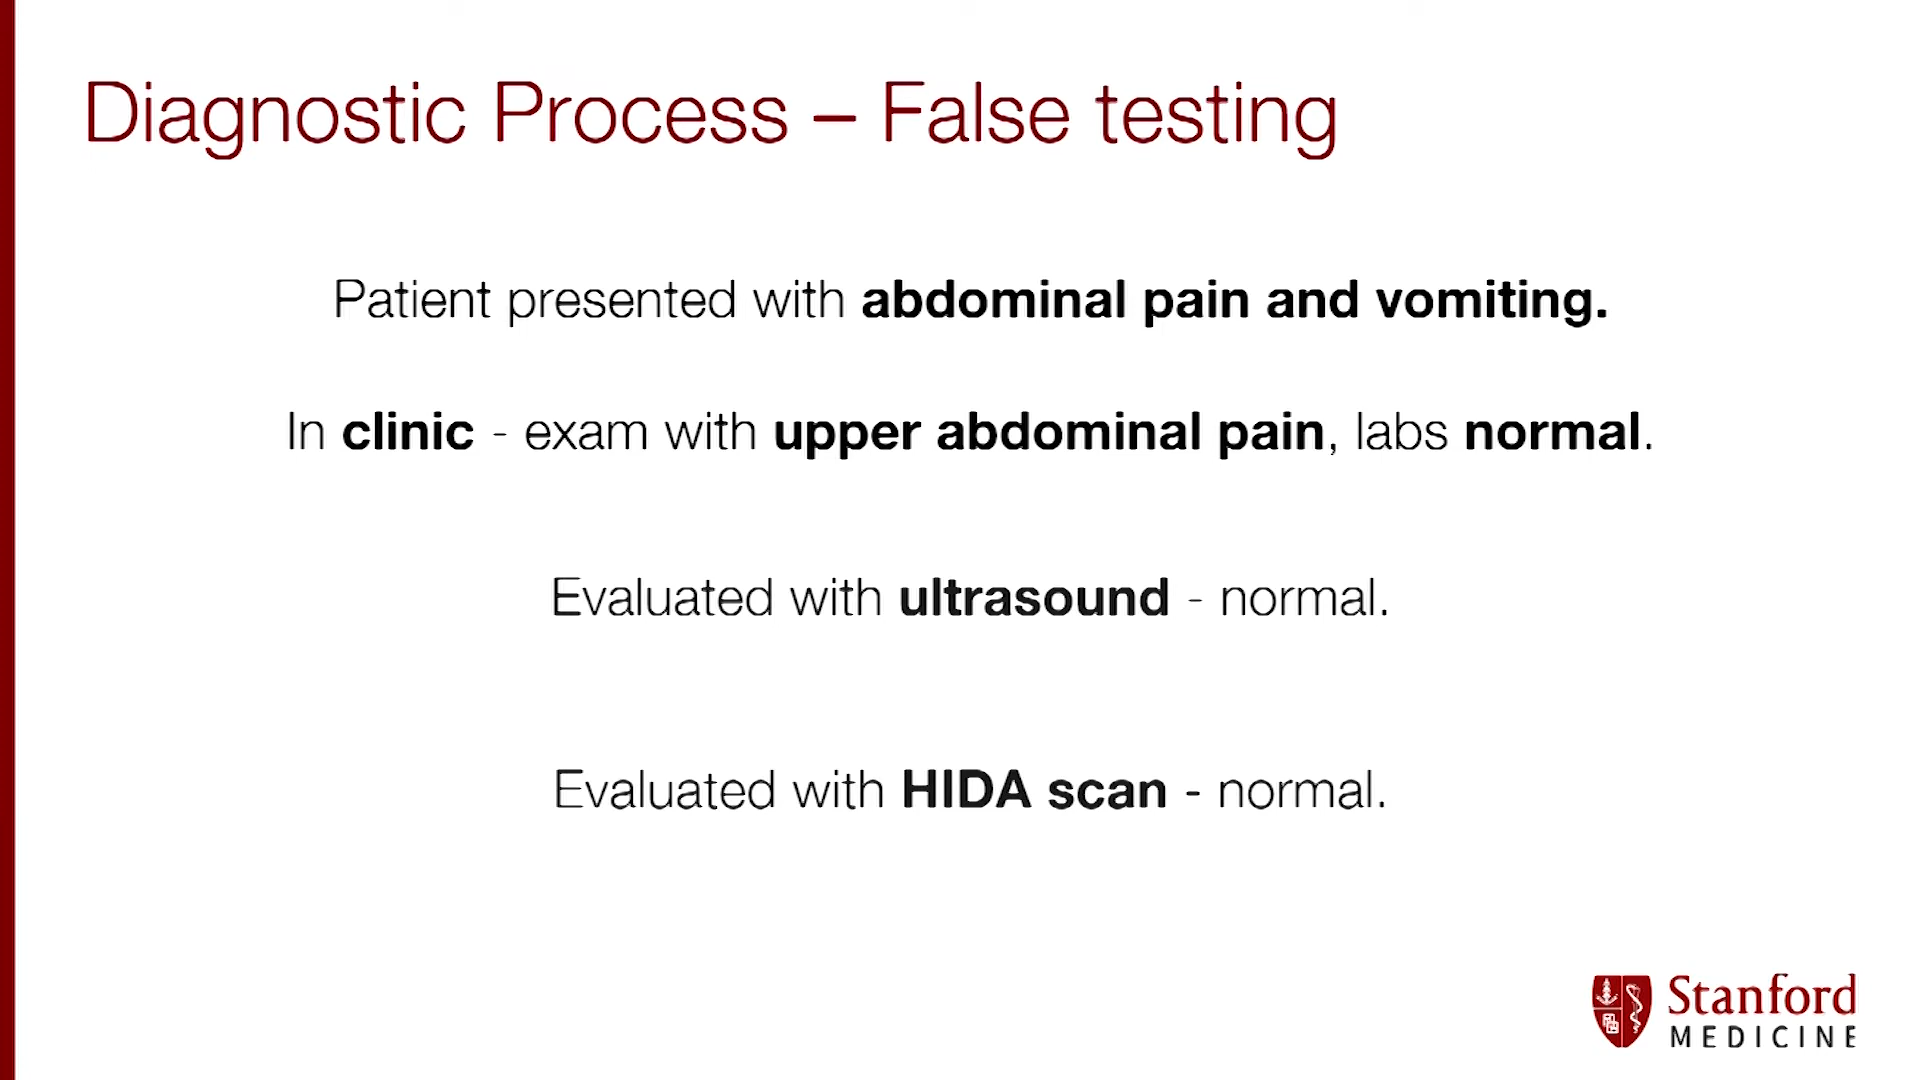 Diagnostic Process – False testing
Patient presented with abdominal pain and vomiting.
In clinic - exam with upper abdominal pain, labs normal.
Evaluated with ultrasound - normal.
Evaluated with HIDA scan - normal.
Stanford
MEDICINE